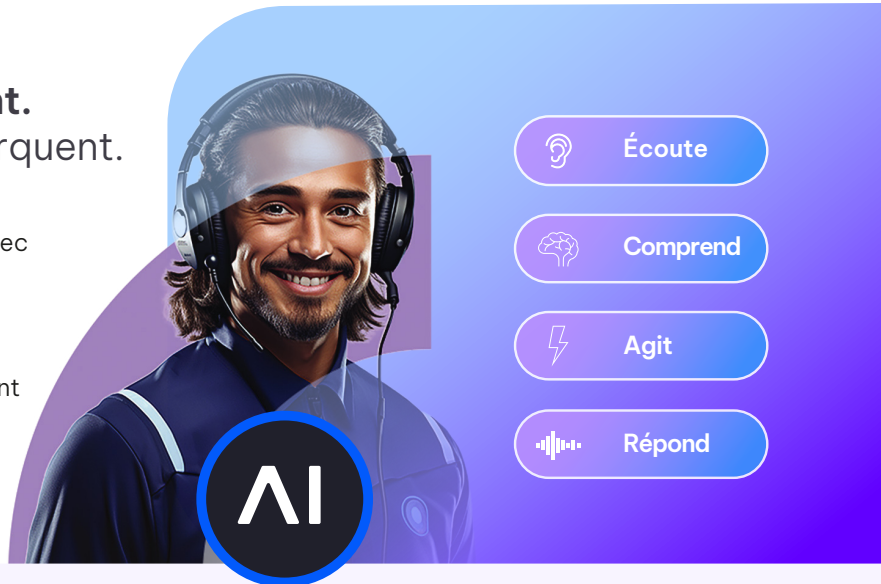 nt.
rquent.
ec
nt
Écoute
Comprend
Agit
Répond
AI